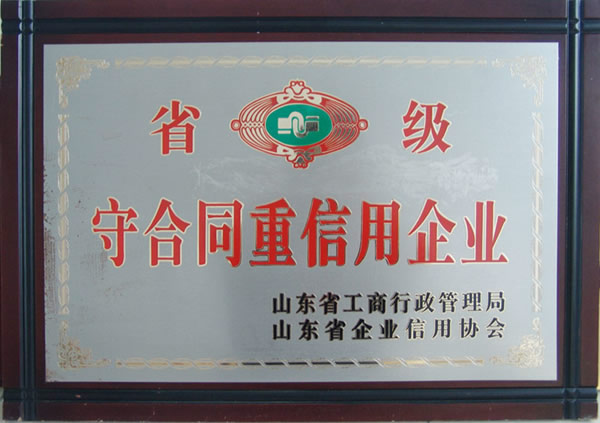 省 级
守合同重信用企业
山东省工商行政管理局
山东省企业信用协会